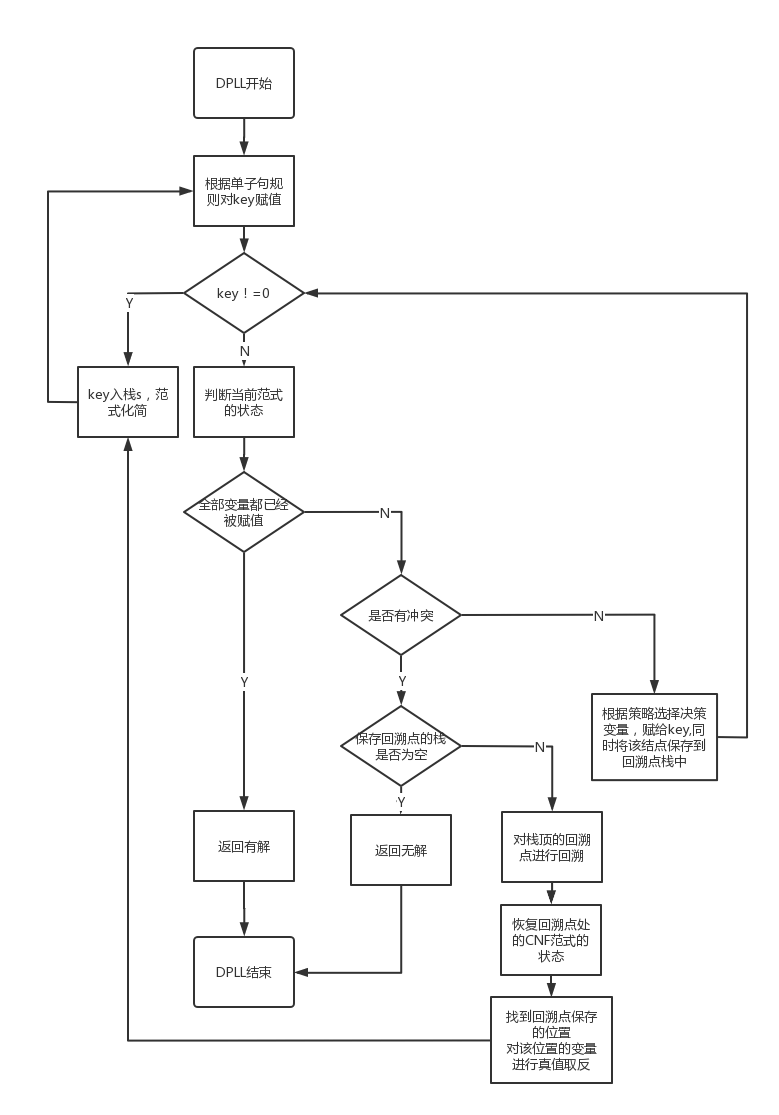 DPLL开始
根据单子句规
则对key赋值
key！=0
Y
N
key入栈s，范
式化简
判断当前范式
的状态
全部变量都已经
被赋值
N
是否有冲突
N
Y
Y
根据策略选择决策
变量，赋给key,同
时将该结点保存到
回溯点栈中
保存回溯点的栈
是否为空
N
Y
返回有解
返回无解
对栈顶的回溯
点进行回溯
恢复回溯点处
的CNF范式的
状态
DPLL结束
找到回溯点保存
的位置
对该位置的变量
进行真值取反